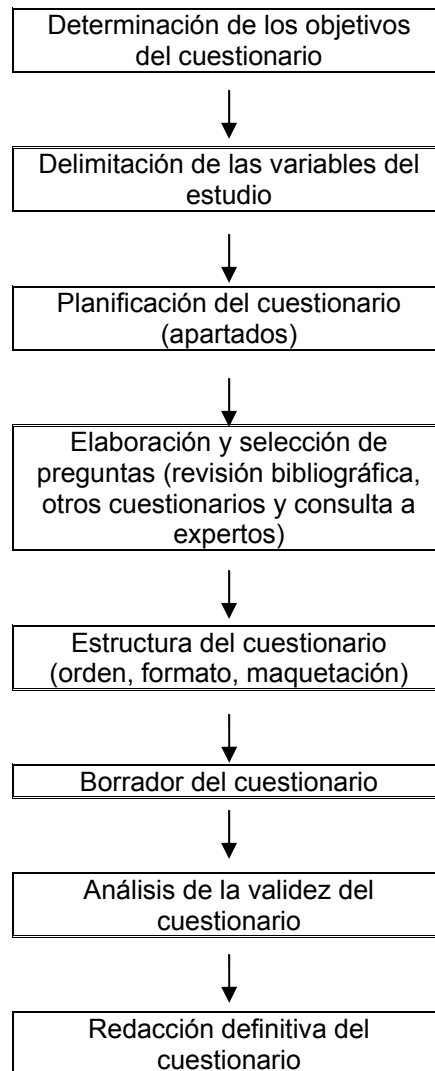 Determinación de los objetivos
del cuestionario
Delimitación de las variables del
estudio
Planificación del cuestionario
(apartados)
Elaboración y selección de
preguntas (revisión bibliográfica,
otros cuestionarios y consulta a
expertos)
Estructura del cuestionario
(orden, formato, maquetación)
Borrador del cuestionario
Análisis de la validez del
cuestionario
Redacción definitiva del
cuestionario